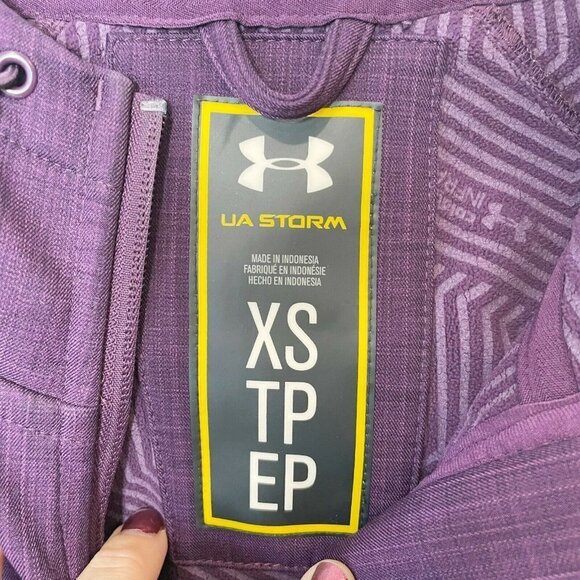 UA STORM
MADE IN INDONESIA
FABRIQUÉ EN INDONÉSIE
HECHO EN INDONESIA
XS
TP
EP